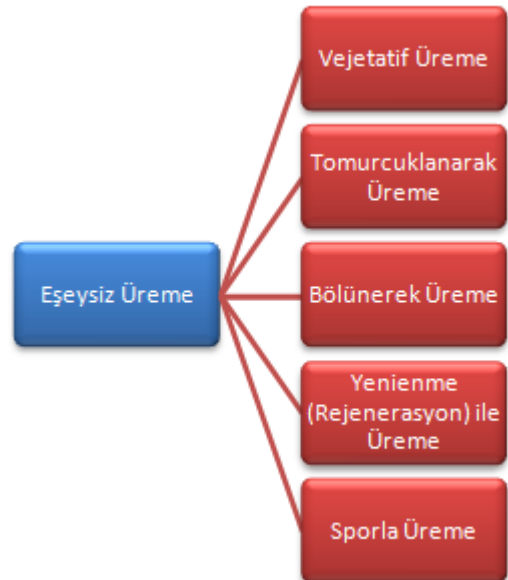 Vejetatif Üreme
Tomurcuklanarak
Üreme
Eşeysiz Üreme
Bölünerek Üreme
Yenienme
(Rejenerasyon) ile
Üreme
Sporla Üreme